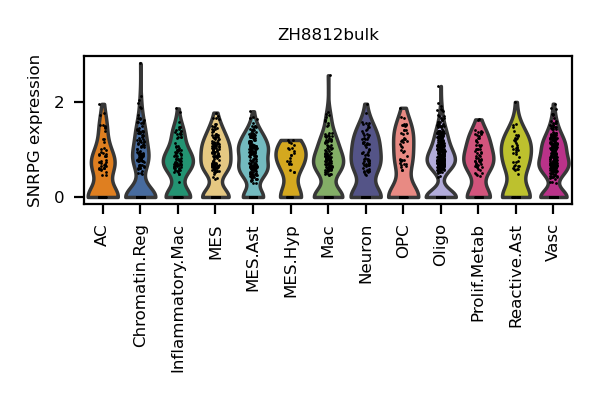 ZH8812bulk
SNRPG expression
2
0
AC
Chromatin.Reg
Inflammatory.Mac
MES
MES.Ast
MES.Hyp
Mac
Neuron
OPC
Oligo
Prolif.Metab
Reactive.Ast
Vasc